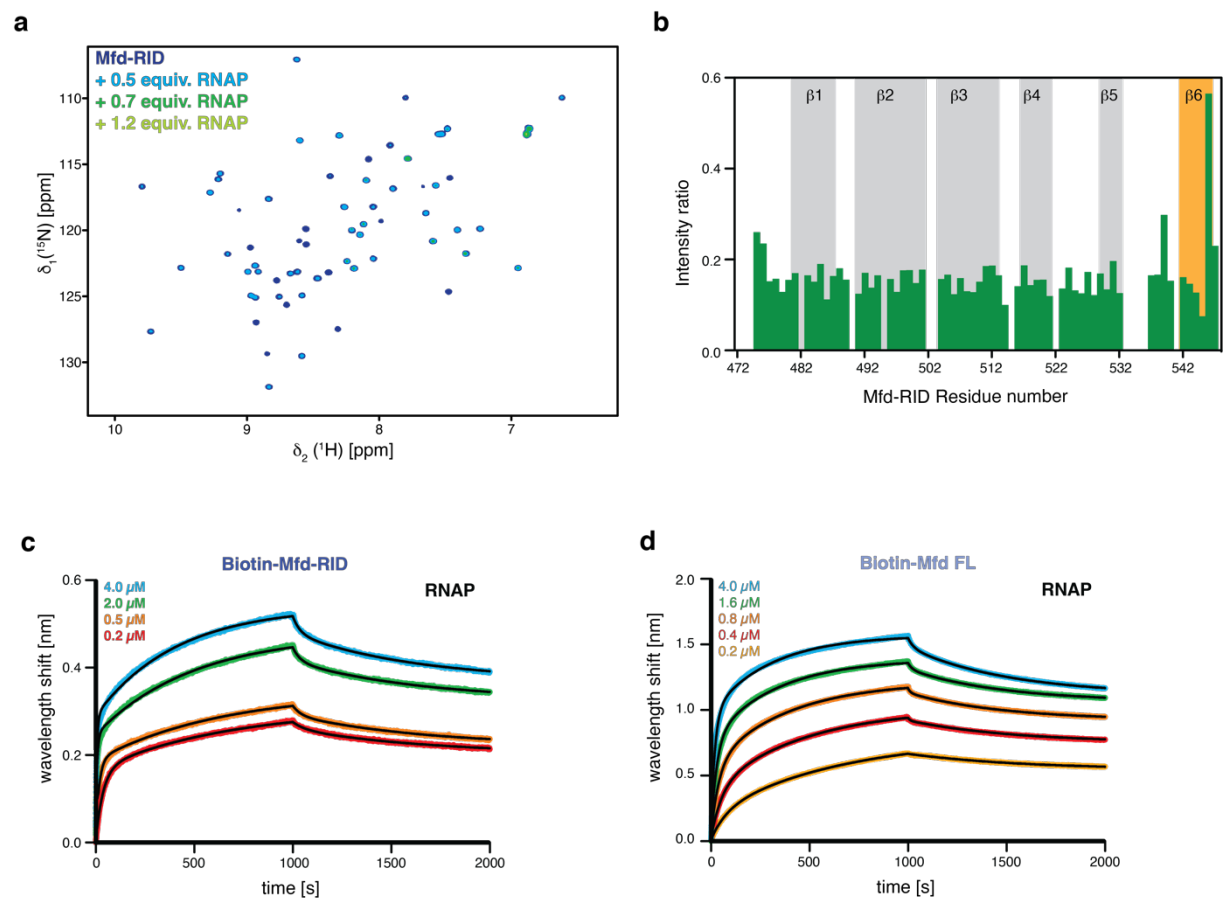 a
Mfd-RID
+ 0.5 equiv. RNAP
+ 0.7 equiv. RNAP
+ 1.2 equiv. RNAP
110
115
120
125
130
δ₁(¹⁵N) [ppm]
10
9
8
7
δ₂ (¹H) [ppm]
b
0.6
0.4
0.2
0.0
Intensity ratio
β1
β2
β3
β4
β5
β6
472
482
492
502
512
522
532
542
Mfd-RID Residue number
c
Biotin-Mfd-RID
0.6
0.4
0.2
0.0
wavelength shift [nm]
4.0 µM
2.0 µM
0.5 µM
0.2 µM
RNAP
0
500
1000
1500
2000
time [s]
d
Biotin-Mfd FL
2.0
1.5
1.0
0.5
0.0
wavelength shift [nm]
4.0 µM
1.6 µM
0.8 µM
0.4 µM
0.2 µM
RNAP
0
500
1000
1500
2000
time [s]